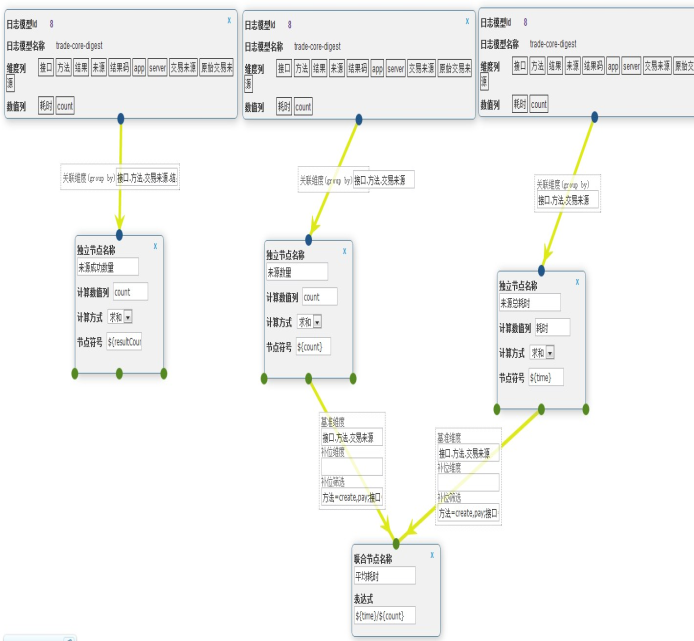 日志模型Id 8 x
日志模型名称 trade-core-digest
维度列 接口 方法 结果 来源 结果码 app server 交易来源 原始交易来
源
数值列 耗时 count
日志模型Id 8 x
日志模型名称 trade-core-digest
维度列 接口 方法 结果 来源 结果码 app server 交易来源 原始交易来
源
数值列 耗时 count
日志模型Id 8
日志模型名称 trade-core-digest
维度列 接口 方法 结果 来源 结果码 app server 交易来源 原始交
源
数值列 耗时 count
关联维度(group by) 接口,方法,交易来源,结
关联维度(group by) 接口,方法,交易来源
关联维度(group by)
接口,方法,交易来源
独立节点名称 x
来源成功数量
计算数值列 count
计算方式 求和
节点符号 ${resultCour
独立节点名称 x
来源数量
计算数值列 count
计算方式 求和
节点符号 ${count}
独立节点名称 x
来源总耗时
计算数值列 耗时
计算方式 求和
节点符号 ${time}
基准维度
接口,方法,交易来源
补位维度
补位筛选
方法=create,pay;接口
基准维度
接口,方法,交易来源
补位维度
补位筛选
方法=create,pay;接口
联合节点名称 x
平均耗时
表达式
${time}/${count}